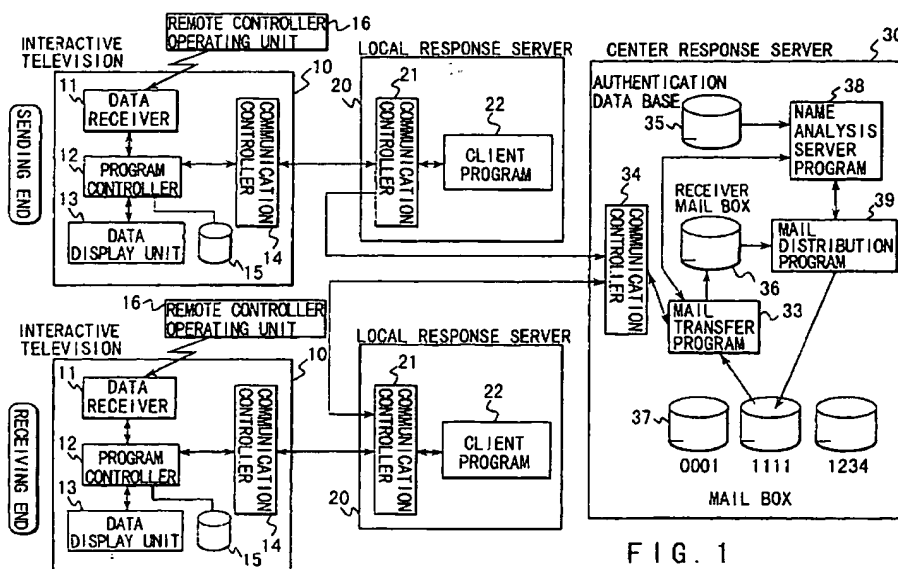 REMOTE CONTROLLER
OPERATING UNIT
16
INTERACTIVE
TELEVISION
10
SENDING END
11
DATA
RECEIVER
12
PROGRAM
CONTROLLER
13
DATA
DISPLAY UNIT
15
COMMUNICATION
CONTROLLER
14
LOCAL RESPONSE SERVER
20
21
COMMUNICATION
CONTROLLER
22
CLIENT
PROGRAM
CENTER RESPONSE SERVER
30
AUTHENTICATION
DATA BASE
35
38
NAME
ANALYSIS
SERVER
PROGRAM
34
COMMUNICATION
CONTROLLER
RECEIVER
MAIL BOX
36
39
MAIL
DISTRIBUTION
PROGRAM
MAIL
TRANSFER
PROGRAM
33
37
0001
1111
1234
MAIL BOX
16
REMOTE CONTROLLER
OPERATING UNIT
INTERACTIVE
TELEVISION
10
RECEIVING END
11
DATA
RECEIVER
12
PROGRAM
CONTROLLER
13
DATA
DISPLAY UNIT
15
COMMUNICATION
CONTROLLER
14
LOCAL RESPONSE SERVER
21
COMMUNICATION
CONTROLLER
22
CLIENT
PROGRAM
20
FIG. 1